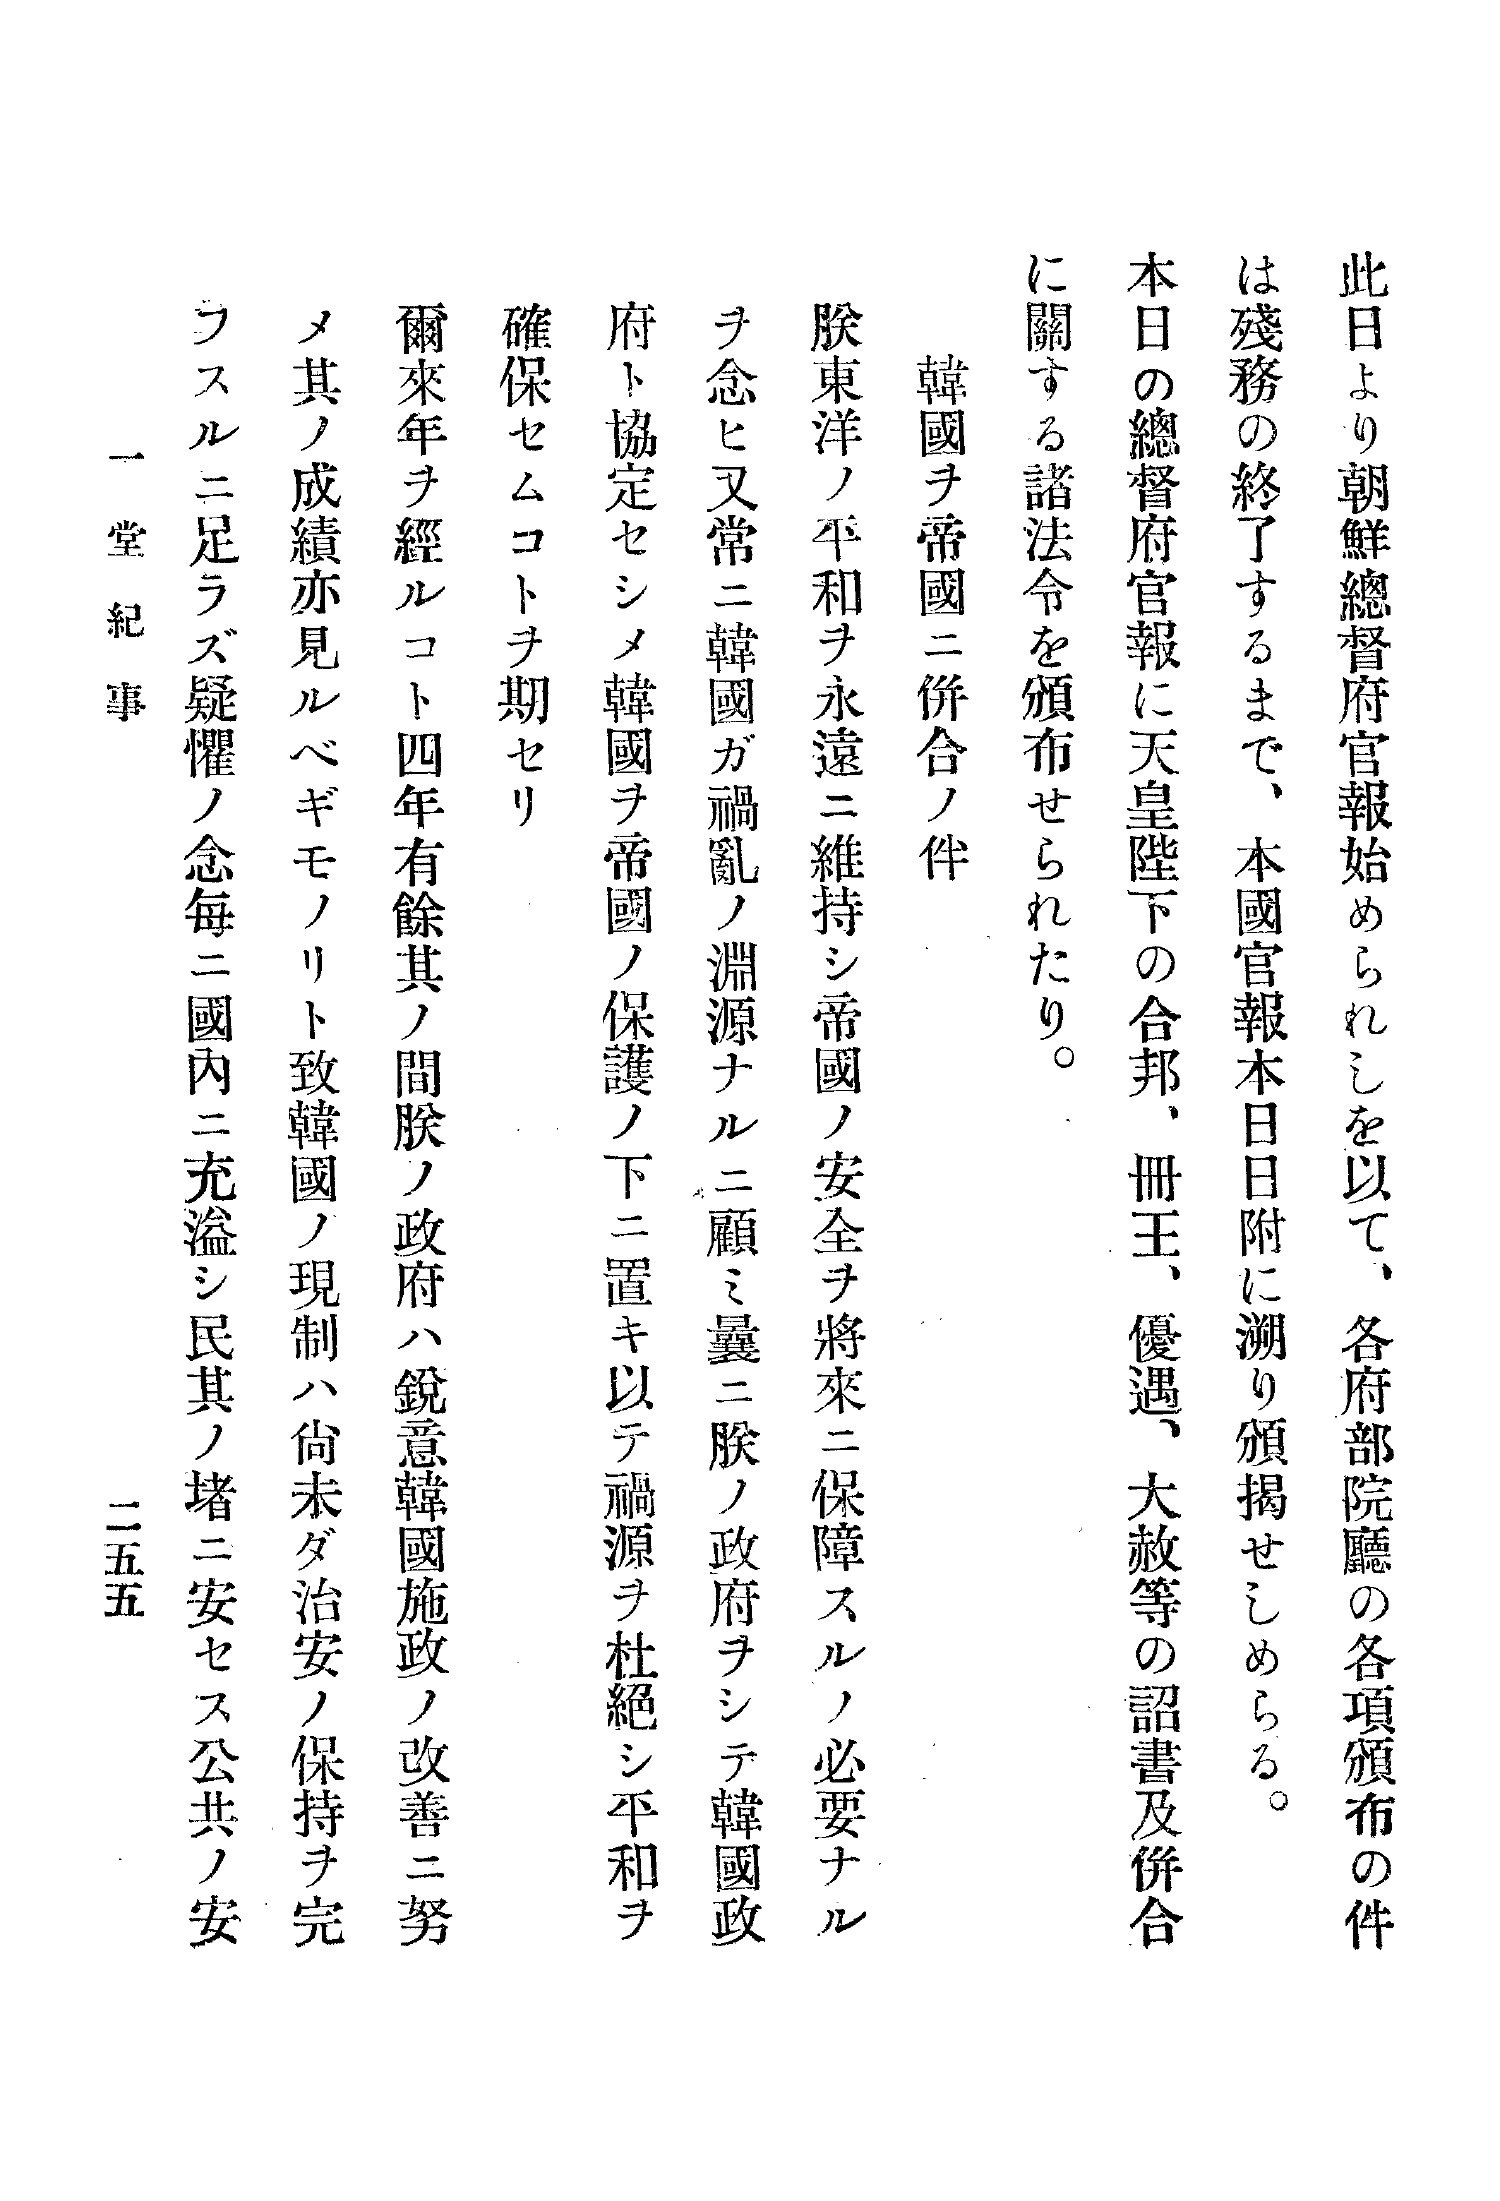 此日より朝鮮總督府官報始められしを以て、各府部院廳の各項頒布の件
は殘務の終了するまで、本國官報本日日附に溯り頒揭せしめらる。
本日の總督府官報に天皇陛下の合邦、冊王、優遇、大赦等の詔書及併合
に關する諸法令を頒布せられたり。
韓國ヲ帝國ニ併合ノ件
朕東洋ノ平和ヲ永遠ニ維持シ帝國ノ安全ヲ將來ニ保障スルノ必要ナル
ヲ念ヒ又常ニ韓國ガ禍亂ノ淵源ナルニ顧ミ曩ニ朕ノ政府ヲシテ韓國政
府ト協定セシメ韓國ヲ帝國ノ保護ノ下ニ置キ以テ禍源ヲ杜絕シ平和ヲ
確保セムコトヲ期セリ
爾來年ヲ經ルコト四年有餘其ノ間朕ノ政府ハ銳意韓國施政ノ改善ニ努
メ其ノ成績亦見ルベギモノリト致韓國ノ現制ハ尙未ダ治安ノ保持ヲ完
フスルニ足ラズ疑懼ノ念每ニ國內ニ充溢シ民其ノ堵ニ安セス公共ノ安
一堂紀事
二五五